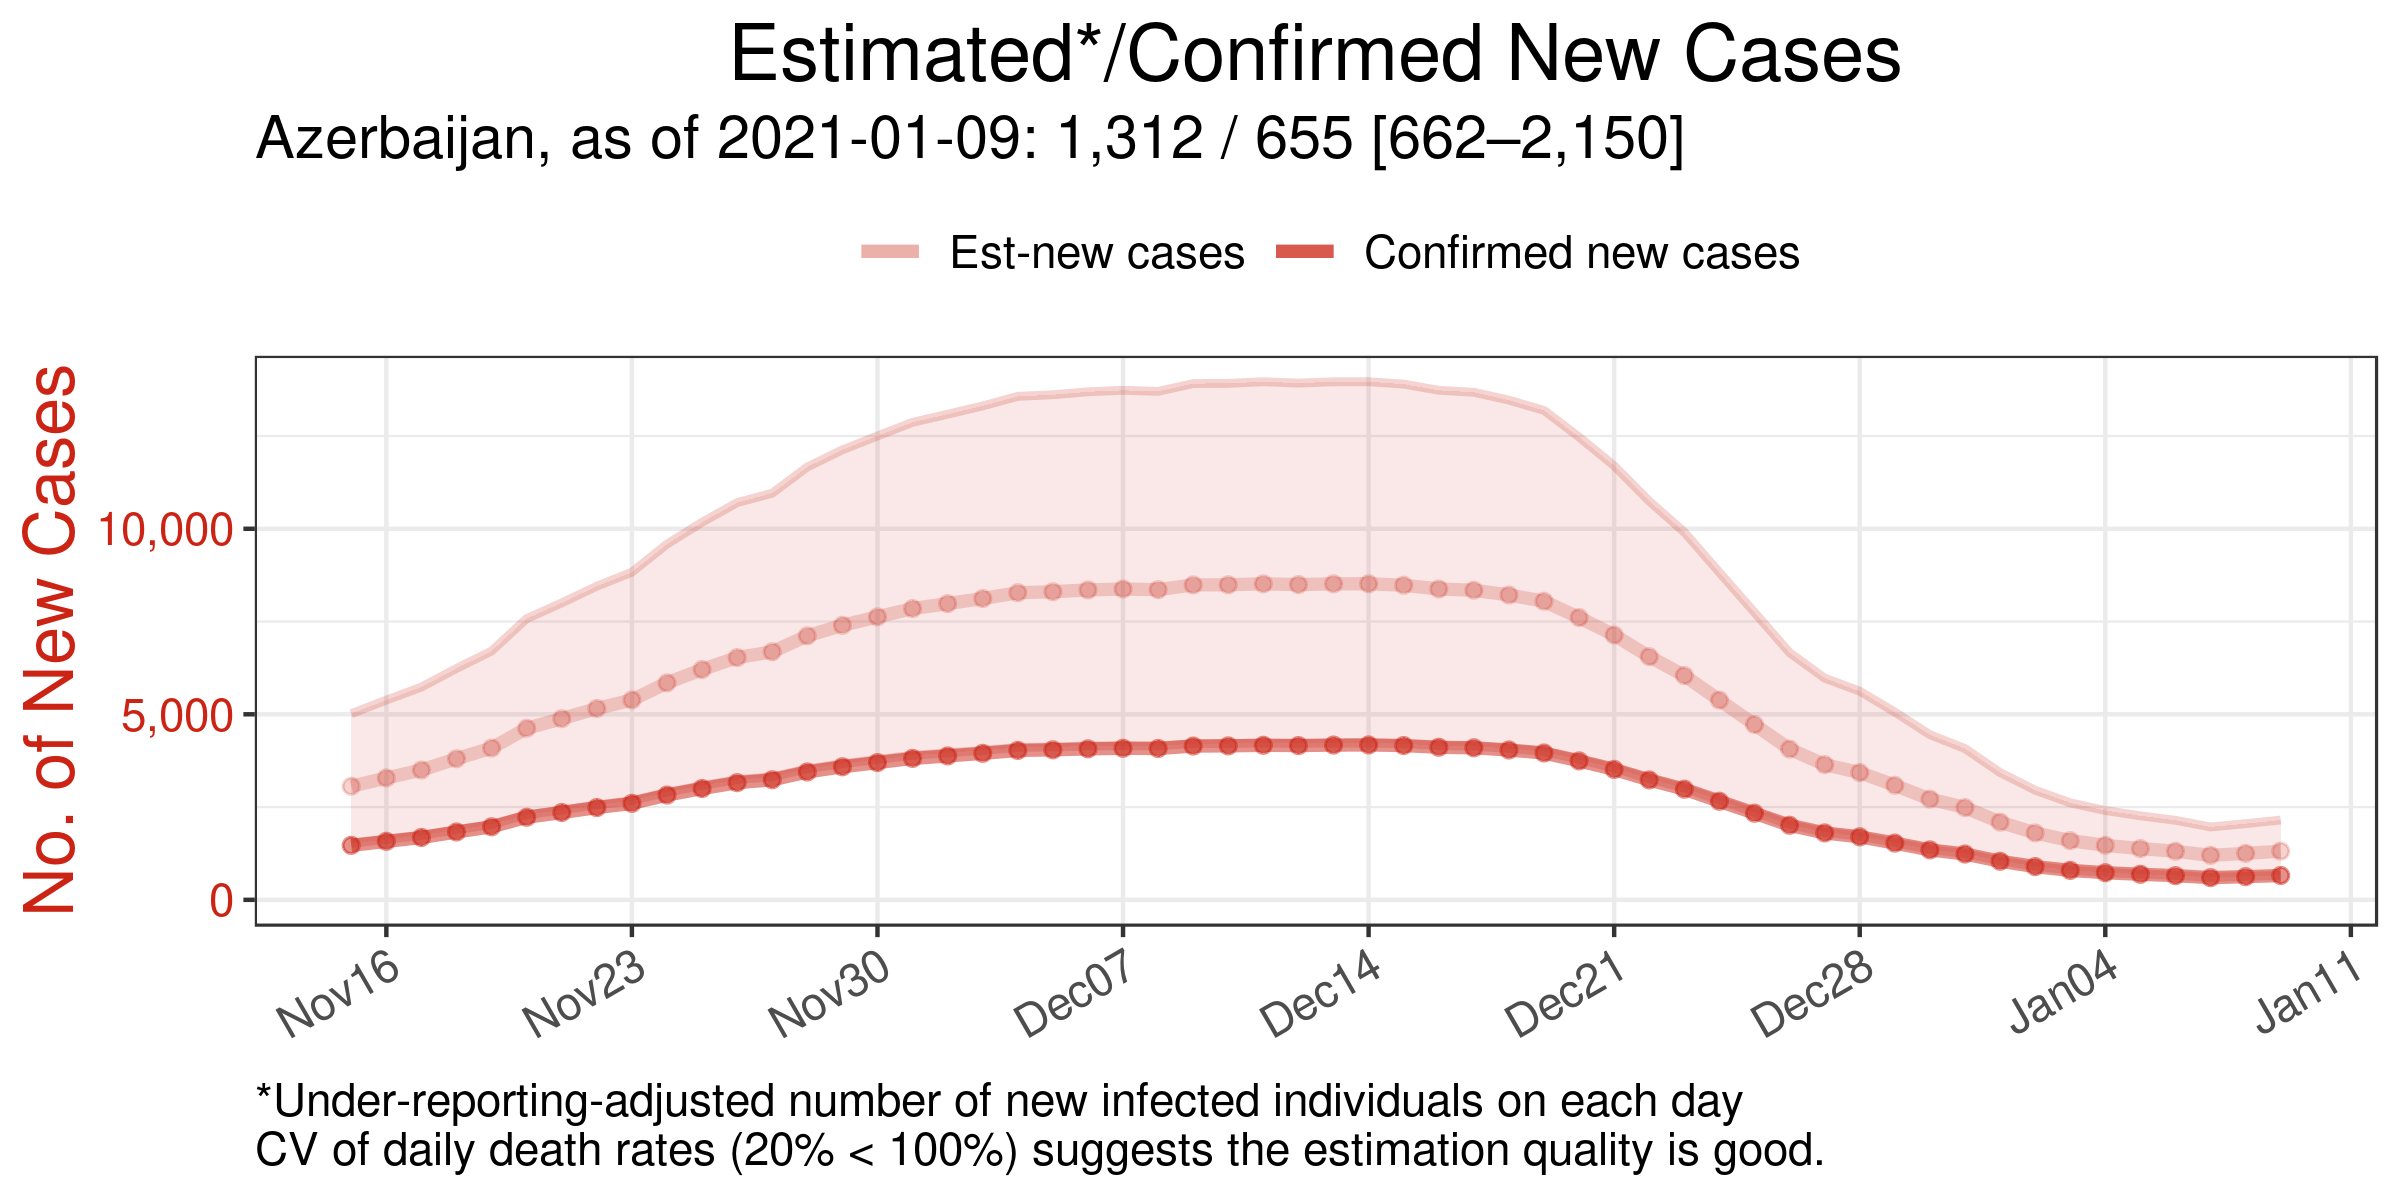 Estimated*/Confirmed New Cases
Azerbaijan, as of 2021-01-09: 1,312 / 655 [662–2,150]
Est-new cases
Confirmed new cases
No. of New Cases
10,000
5,000
0
Nov16
Nov23
Nov30
Dec07
Dec14
Dec21
Dec28
Jan04
Jan11
*Under-reporting-adjusted number of new infected individuals on each day
CV of daily death rates (20% < 100%) suggests the estimation quality is good.